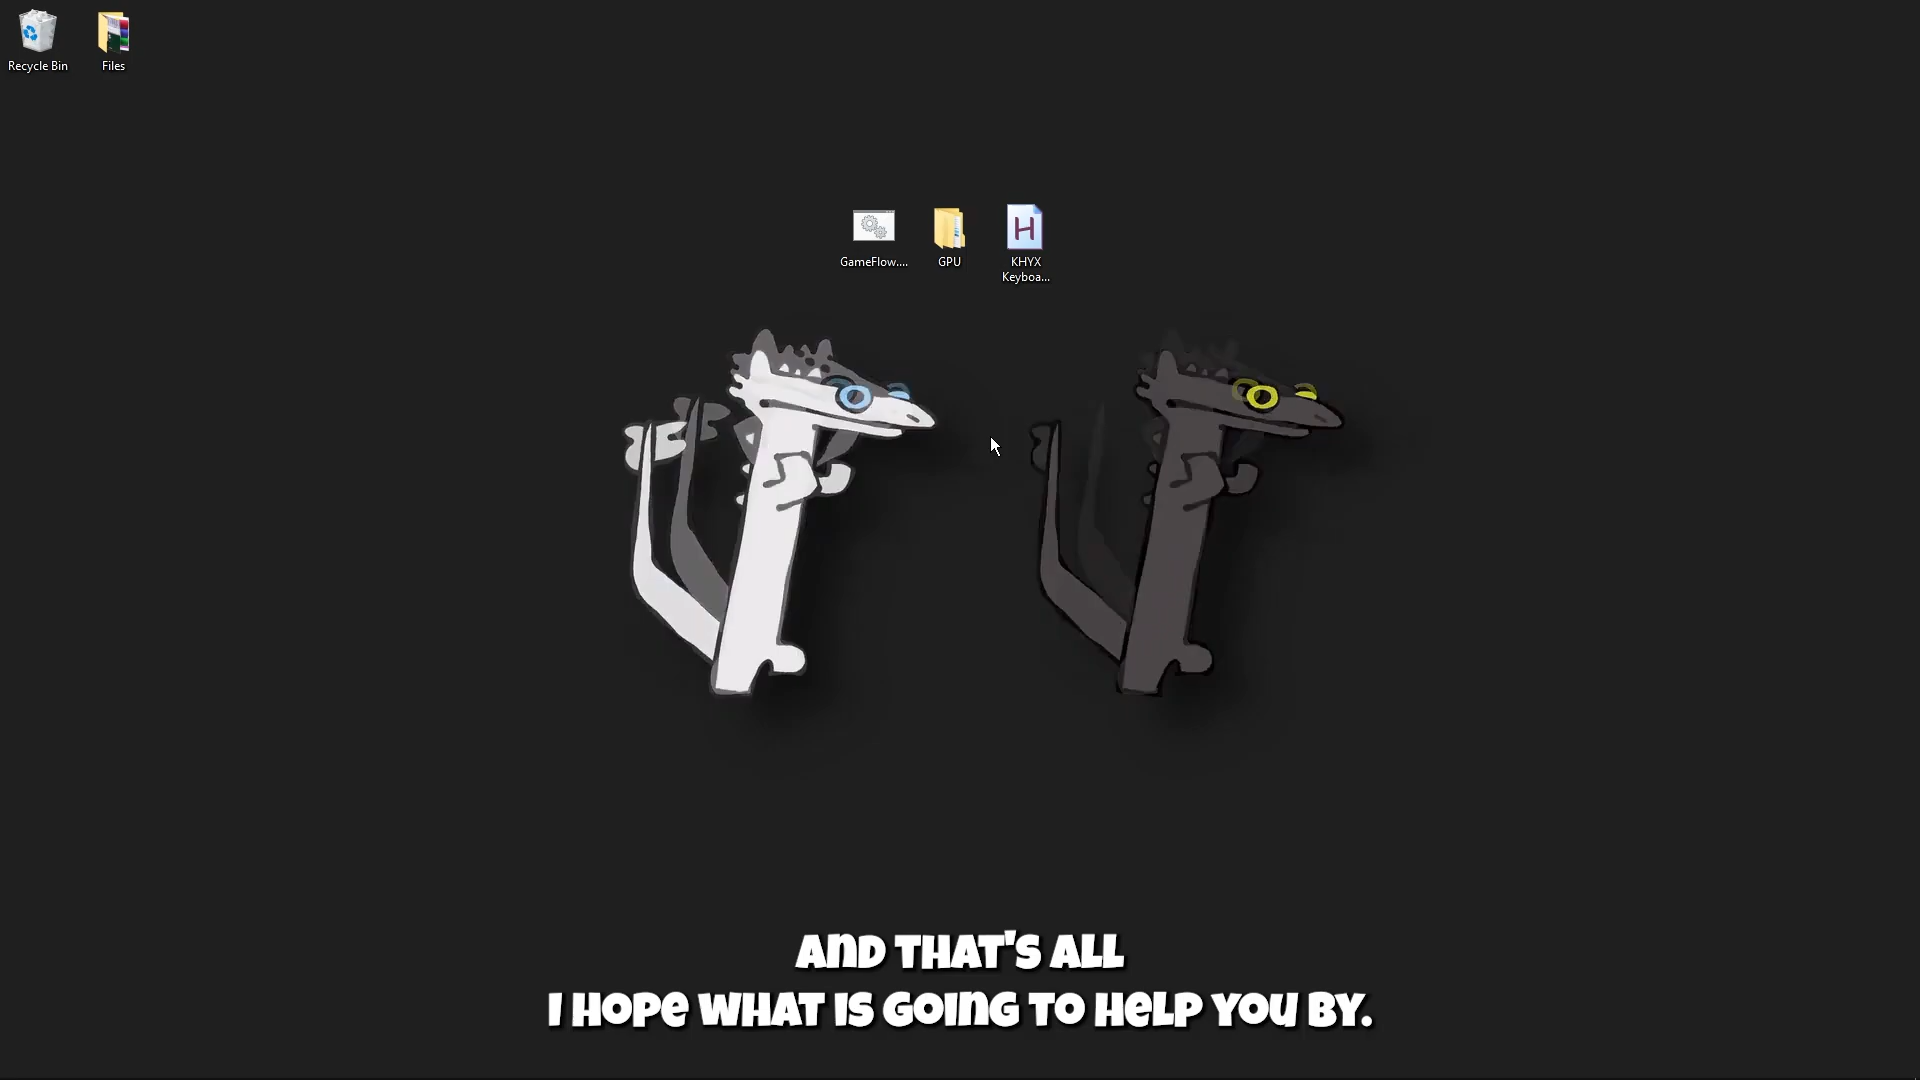 Recycle Bin
Files
GameFlow....
GPU
KHYX
Keyboa...
H
AND THAT'S ALL
I HOPE WHAT IS GOING TO HELP YOU BY.